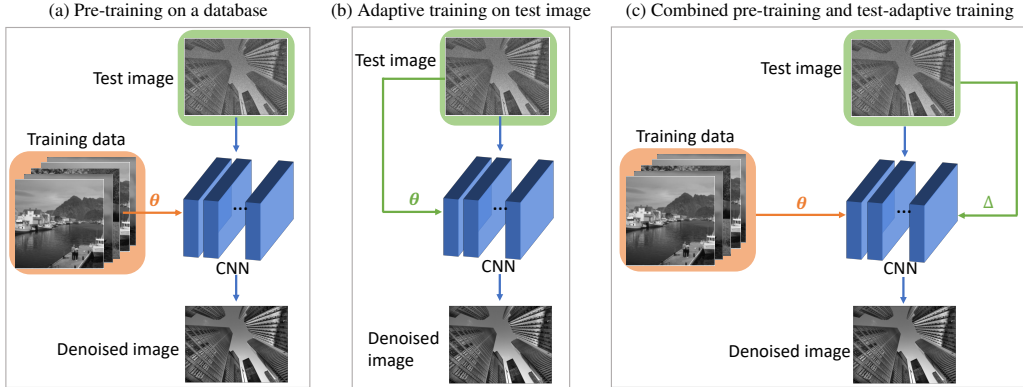 (a) Pre-training on a database
Test image
Training data
θ
...
CNN
Denoised image
(b) Adaptive training on test image
Test image
θ
...
CNN
Denoised
image
(c) Combined pre-training and test-adaptive training
Test image
Training data
θ
...
Δ
CNN
Denoised image